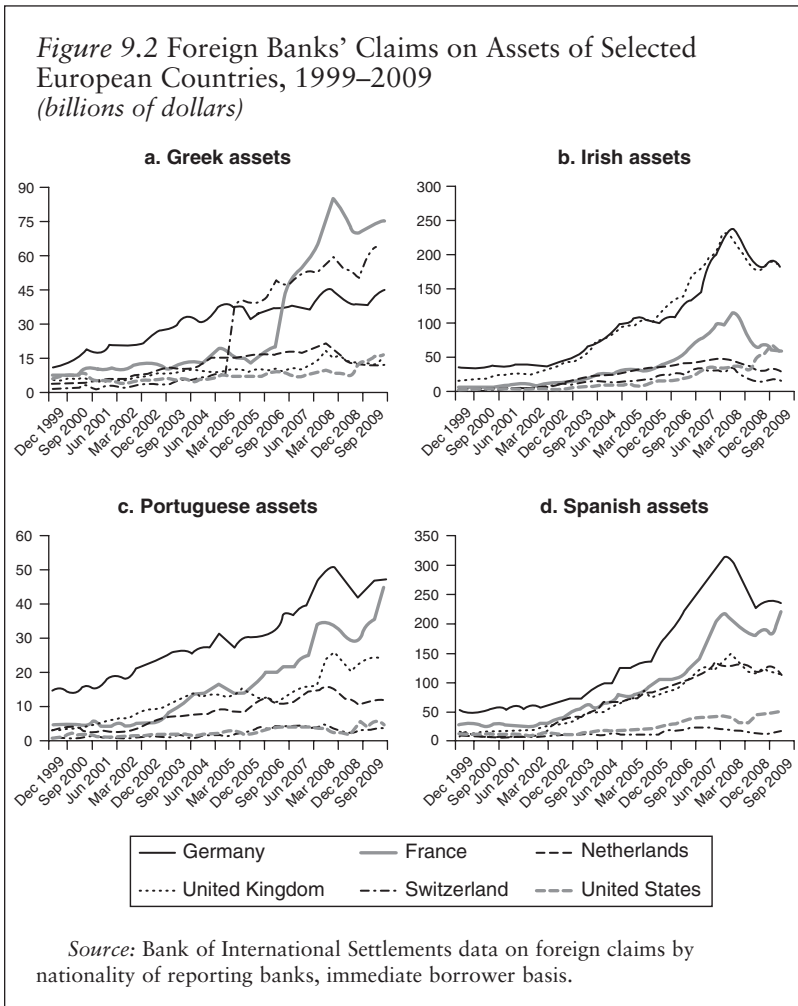 Figure 9.2 Foreign Banks' Claims on Assets of Selected
European Countries, 1999–2009
(billions of dollars)
a. Greek assets
90
75
60
45
30
15
0
Dec 1999
Sep 2000
Jun 2001
Mar 2002
Dec 2002
Sep 2003
Jun 2004
Mar 2005
Dec 2005
Sep 2006
Jun 2007
Mar 2008
Dec 2008
Sep 2009
b. Irish assets
300
250
200
150
100
50
0
Dec 1999
Sep 2000
Jun 2001
Mar 2002
Dec 2002
Sep 2003
Jun 2004
Mar 2005
Dec 2005
Sep 2006
Jun 2007
Mar 2008
Dec 2008
Sep 2009
c. Portuguese assets
60
50
40
30
20
10
0
Dec 1999
Sep 2000
Jun 2001
Mar 2002
Dec 2002
Sep 2003
Jun 2004
Mar 2005
Dec 2005
Sep 2006
Jun 2007
Mar 2008
Dec 2008
Sep 2009
d. Spanish assets
350
300
250
200
150
100
50
0
Dec 1999
Sep 2000
Jun 2001
Mar 2002
Dec 2002
Sep 2003
Jun 2004
Mar 2005
Dec 2005
Sep 2006
Jun 2007
Mar 2008
Dec 2008
Sep 2009
Germany France Netherlands
United Kingdom Switzerland United States
Source: Bank of International Settlements data on foreign claims by
nationality of reporting banks, immediate borrower basis.